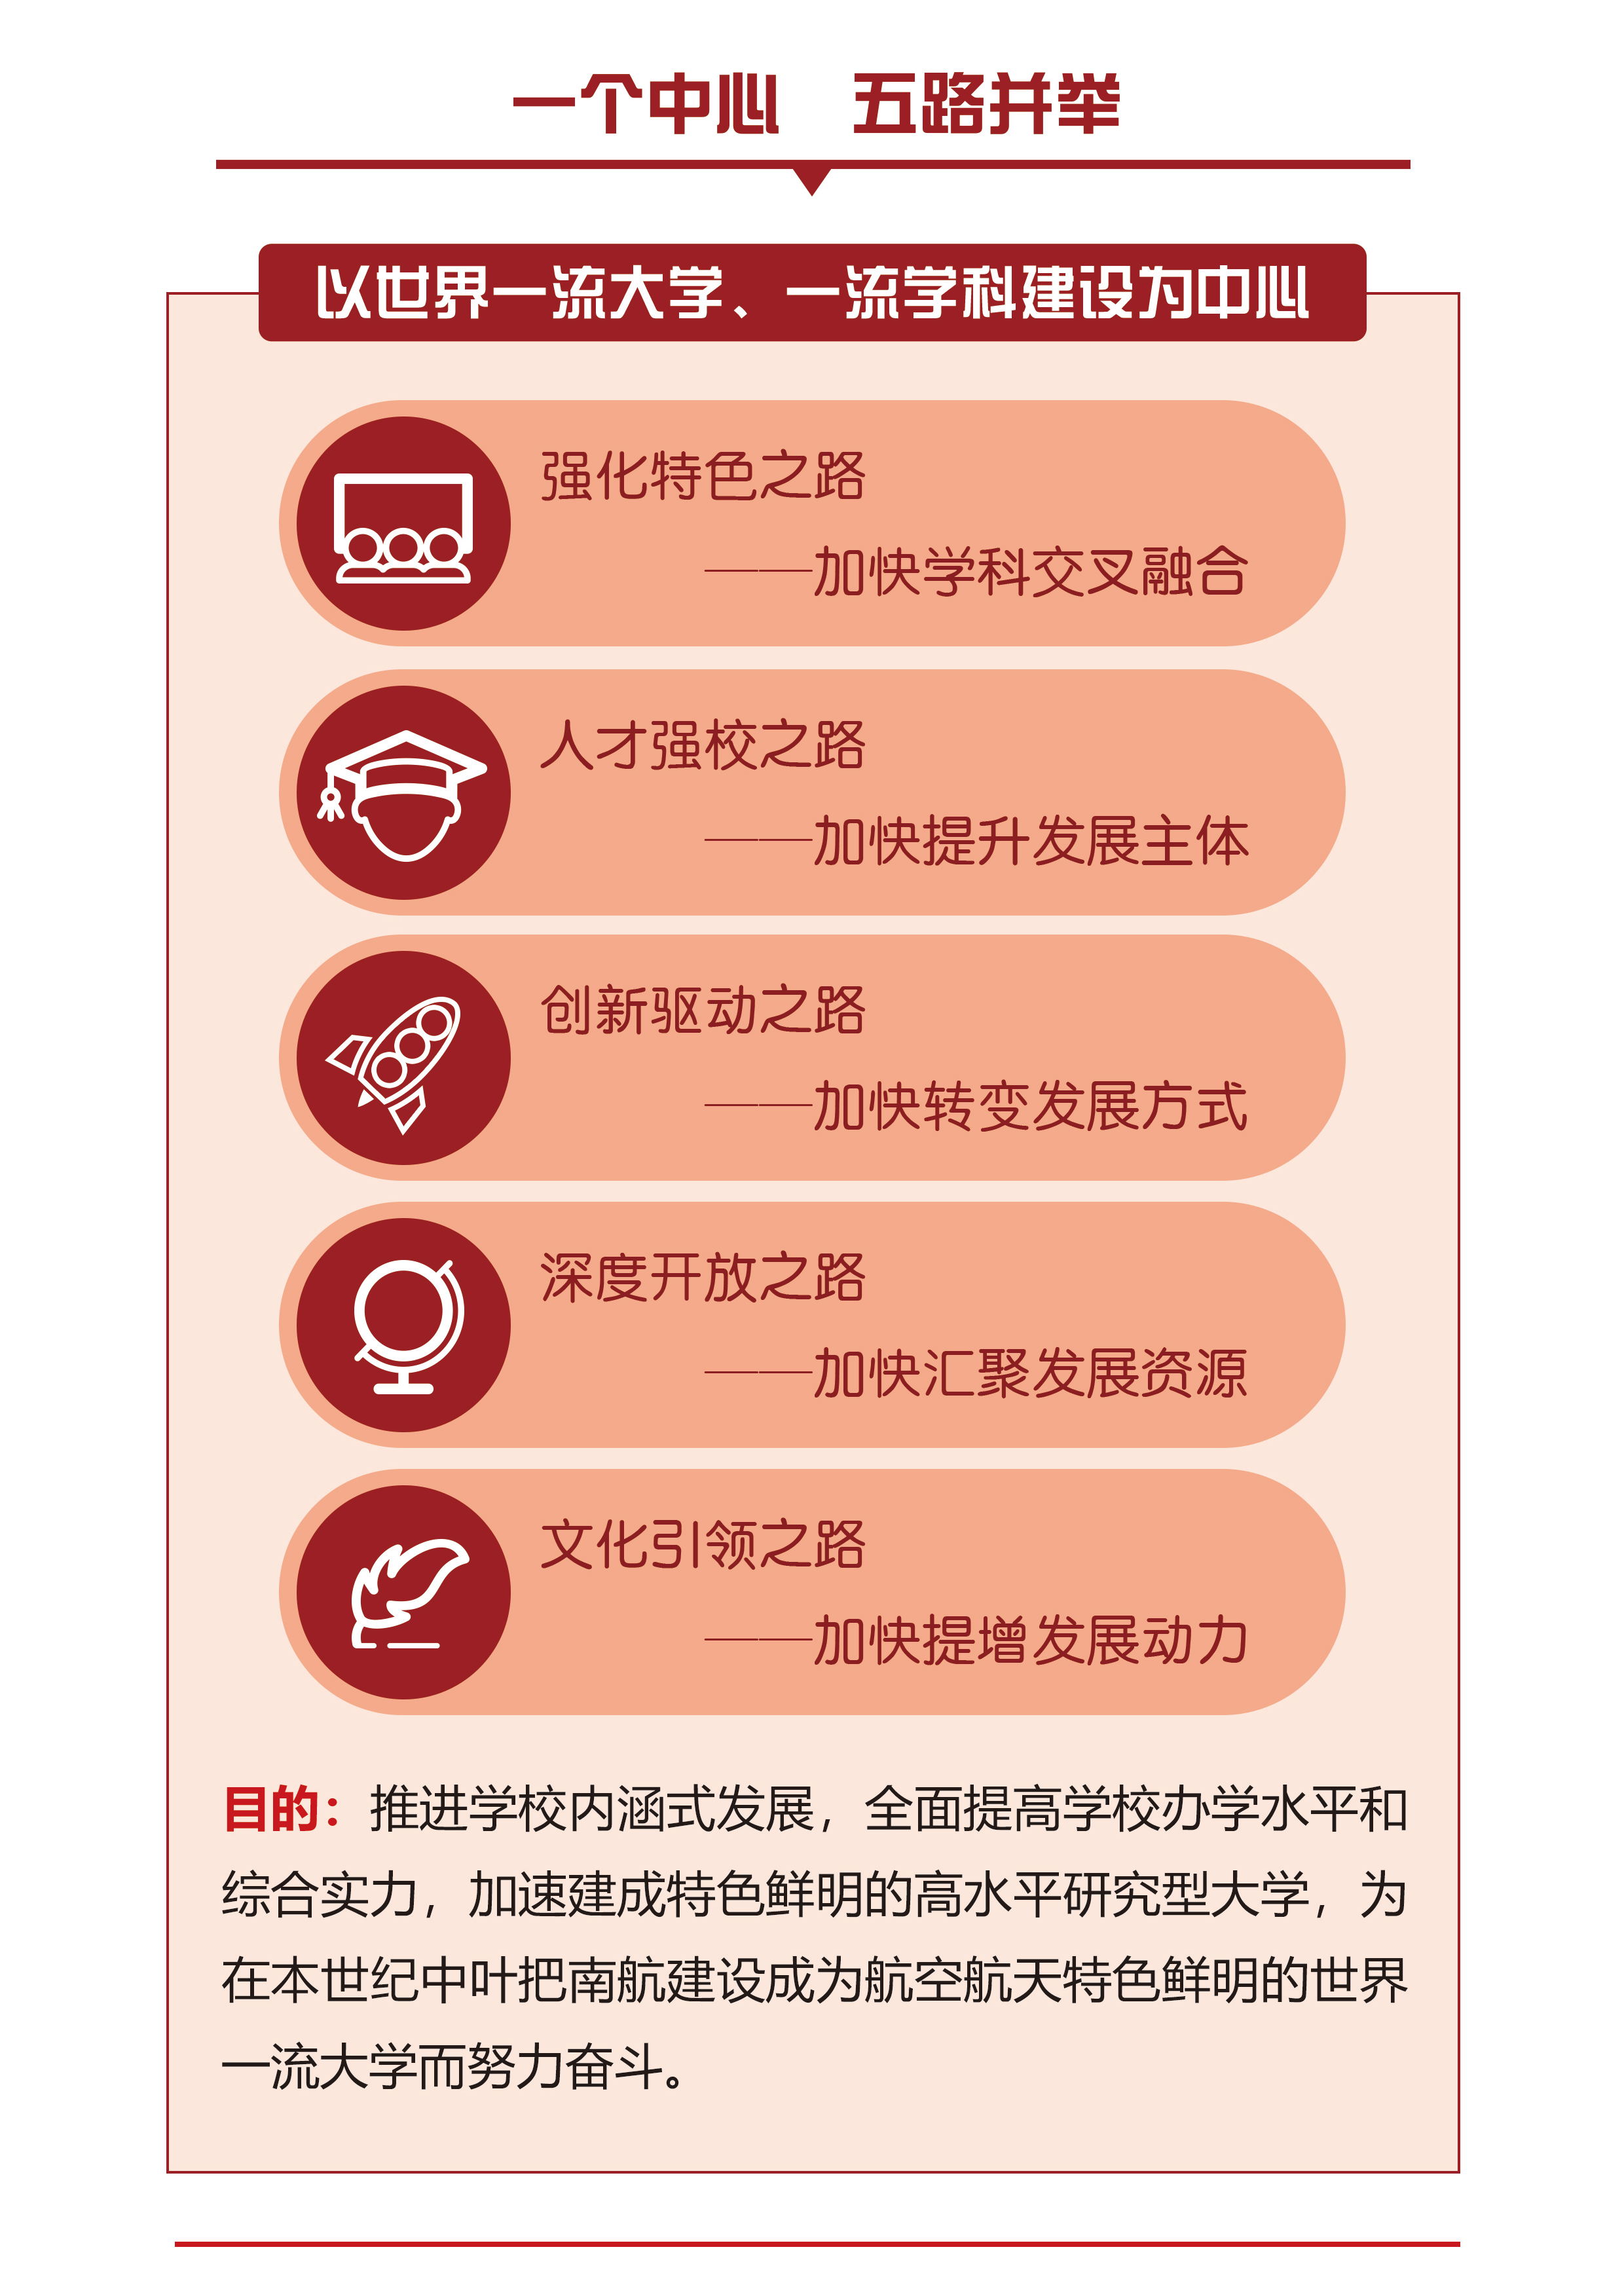 一个中心　五路并举
以世界一流大学、一流学科建设为中心
强化特色之路
——加快学科交叉融合
人才强校之路
——加快提升发展主体
创新驱动之路
——加快转变发展方式
深度开放之路
——加快汇聚发展资源
文化引领之路
——加快提增发展动力
目的：推进学校内涵式发展，全面提高学校办学水平和
综合实力，加速建成特色鲜明的高水平研究型大学，为
在本世纪中叶把南航建设成为航空航天特色鲜明的世界
一流大学而努力奋斗。